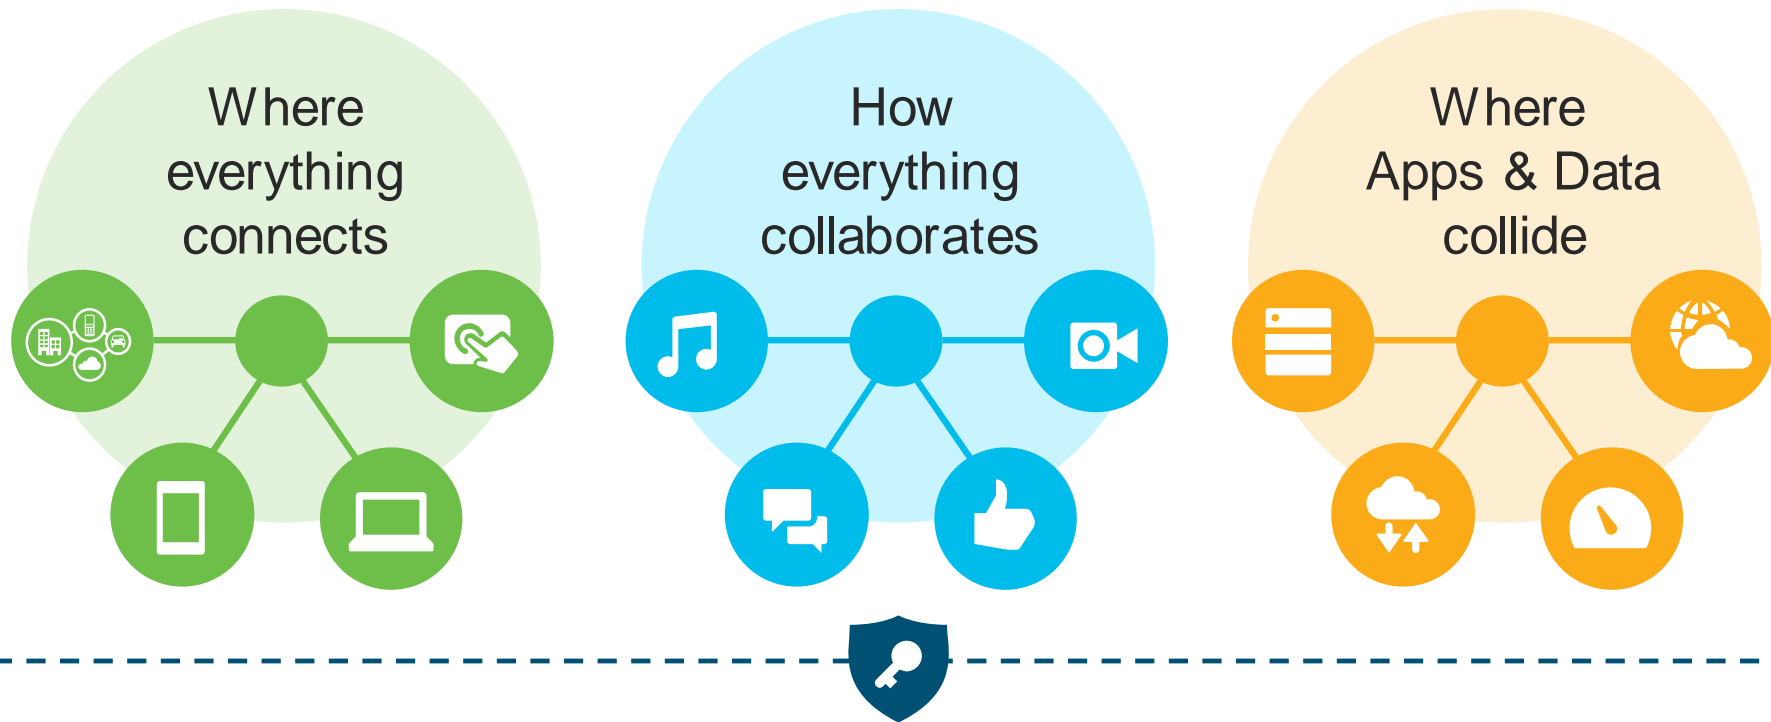 Where
everything
connects
How
everything
collaborates
Where
Apps & Data
collide